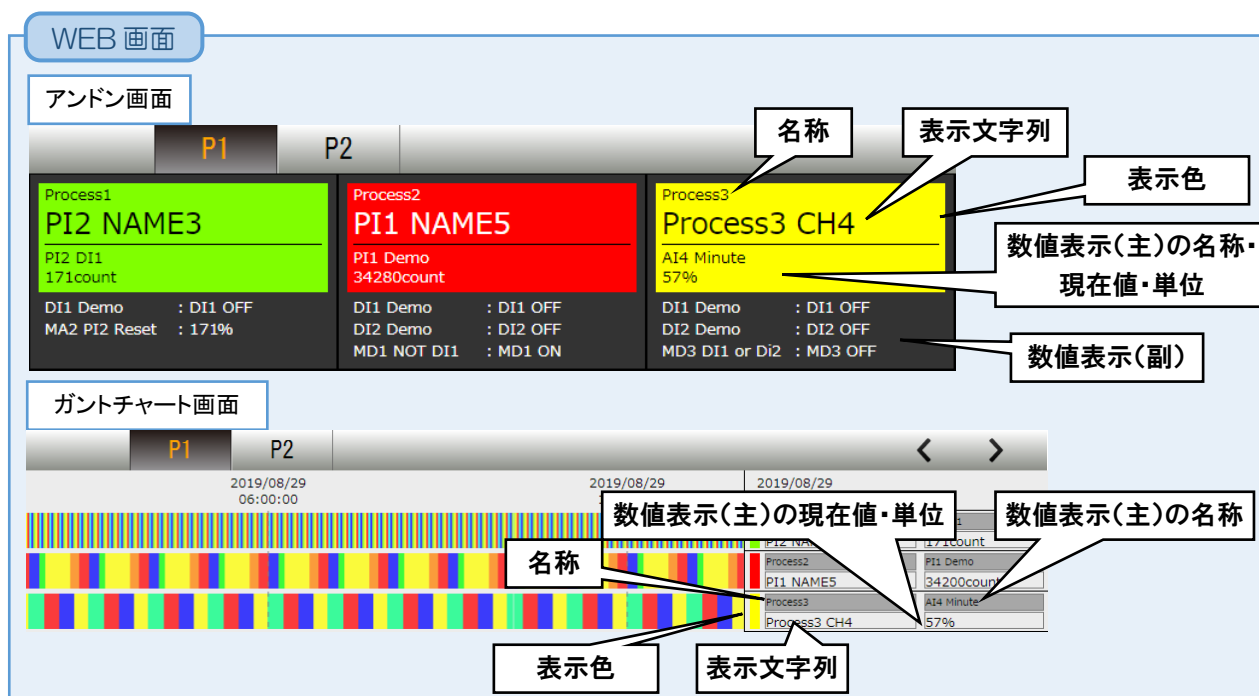 WEB 画面
アンドン画面
名称
表示文字列
P1 P2
表示色
Process1
PI2 NAME3
PI2 DI1
171count
DI1 Demo : DI1 OFF
MA2 PI2 Reset : 171%
Process2
PI1 NAME5
PI1 Demo
34280count
DI1 Demo : DI1 OFF
DI2 Demo : DI2 OFF
MD1 NOT DI1 : MD1 ON
Process3
Process3 CH4
AI4 Minute
57%
DI1 Demo : DI1 OFF
DI2 Demo : DI2 OFF
MD3 DI1 or Di2 : MD3 OFF
数値表示(主)の名称・
現在値・単位
数値表示(副)
ガントチャート画面
P1 P2
2019/08/29
06:00:00
2019/08/29
2019/08/29
数値表示(主)の現在値・単位
数値表示(主)の名称
171count
名称
Process2
PI1 Demo
PI1 NAME5
34200count
Process3
AI4 Minute
Process3 CH4
57%
表示色
表示文字列